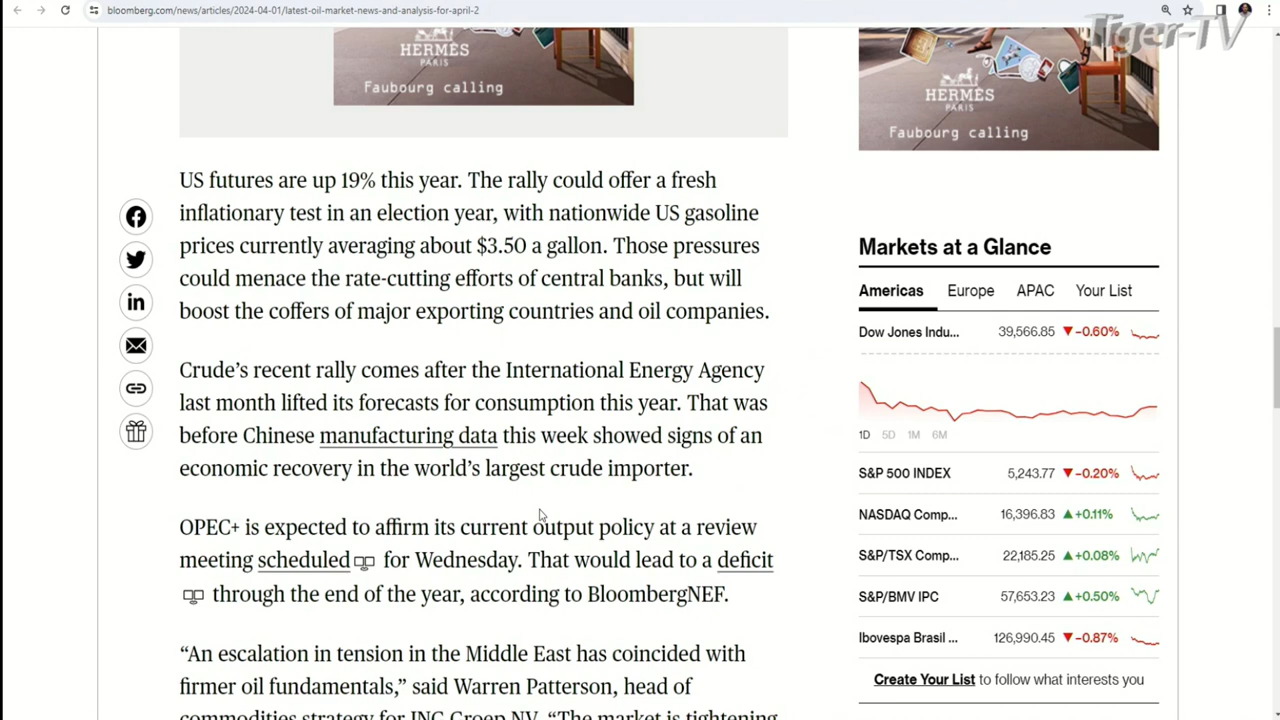 bloomberg.com/news/articles/2024-04-01/latest-oil-market-news-and-analysis-for-april-2
Tiger-TV
HERMÈS
PARIS
Faubourg calling
HERMÈS
PARIS
Faubourg calling
US futures are up 19% this year. The rally could offer a fresh
inflationary test in an election year, with nationwide US gasoline
prices currently averaging about $3.50 a gallon. Those pressures
could menace the rate-cutting efforts of central banks, but will
boost the coffers of major exporting countries and oil companies.
Crude’s recent rally comes after the International Energy Agency
last month lifted its forecasts for consumption this year. That was
before Chinese manufacturing data this week showed signs of an
economic recovery in the world’s largest crude importer.
OPEC+ is expected to affirm its current output policy at a review
meeting scheduled for Wednesday. That would lead to a deficit
through the end of the year, according to BloombergNEF.
“An escalation in tension in the Middle East has coincided with
firmer oil fundamentals,” said Warren Patterson, head of
commodities strategy for ING Groep NV. “The market is tightening
Markets at a Glance
Americas Europe APAC Your List
Dow Jones Indu... 39,566.85 ▼-0.60%
1D 5D 1M 6M
S&P 500 INDEX 5,243.77 ▼-0.20%
NASDAQ Comp... 16,396.83 ▲+0.11%
S&P/TSX Comp... 22,185.25 ▲+0.08%
S&P/BMV IPC 57,653.23 ▲+0.50%
Ibovespa Brasil ... 126,990.45 ▼-0.87%
Create Your List to follow what interests you